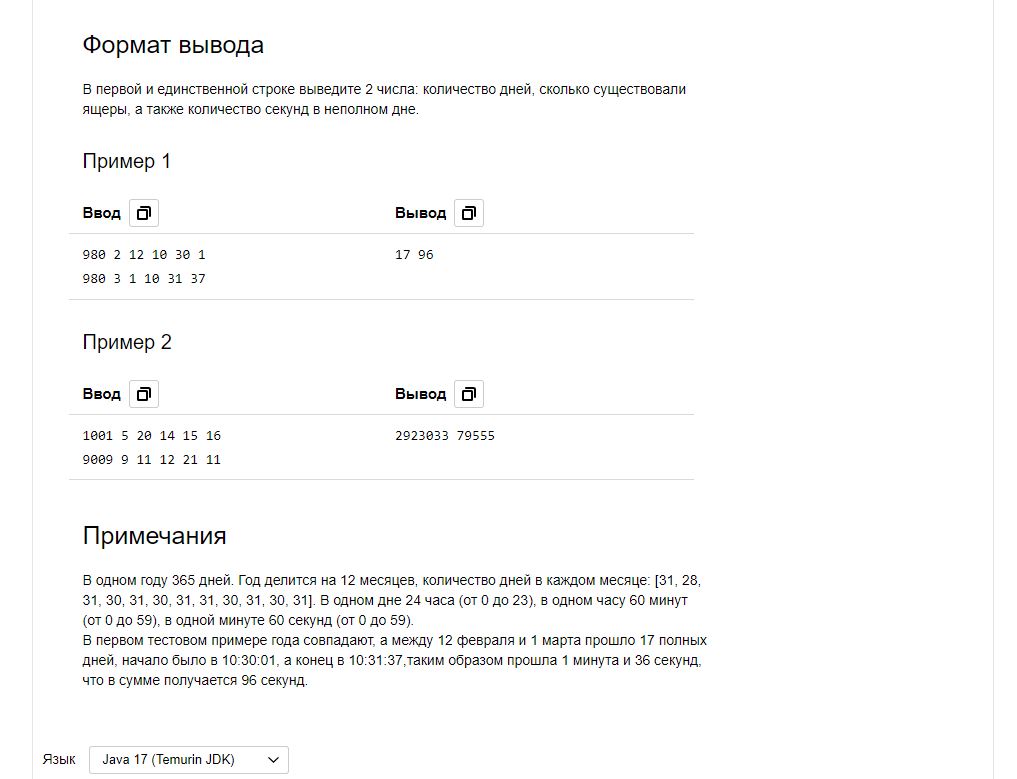 Формат вывода
В первой и единственной строке выведите 2 числа: количество дней, сколько существовали
ящеры, а также количество секунд в неполном дне.
Пример 1
Ввод Вывод
980 2 12 10 30 1 17 96
980 3 1 10 31 37
Пример 2
Ввод Вывод
1001 5 20 14 15 16 2923033 79555
9009 9 11 12 21 11
Примечания
В одном году 365 дней. Год делится на 12 месяцев, количество дней в каждом месяце: [31, 28,
31, 30, 31, 30, 31, 31, 30, 31, 30, 31]. В одном дне 24 часа (от 0 до 23), в одном часу 60 минут
(от 0 до 59), в одной минуте 60 секунд (от 0 до 59).
В первом тестовом примере года совпадают, а между 12 февраля и 1 марта прошло 17 полных
дней, начало было в 10:30:01, а конец в 10:31:37,таким образом прошла 1 минута и 36 секунд,
что в сумме получается 96 секунд.
Язык Java 17 (Temurin JDK)